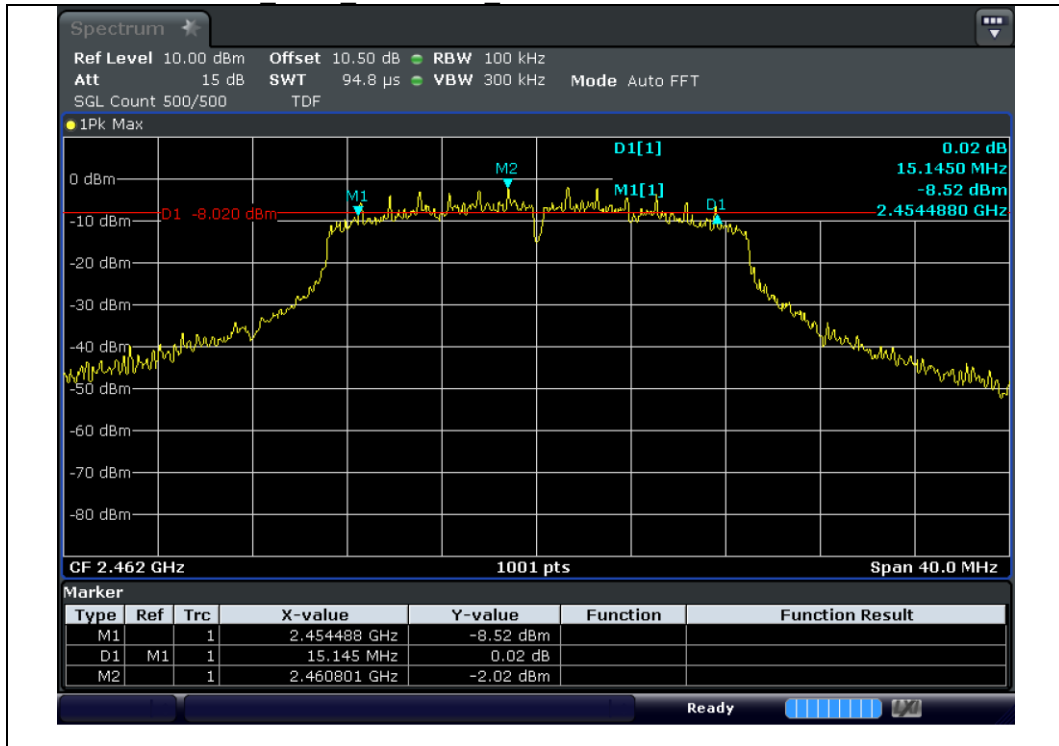 Spectrum
Ref Level 10.00 dBm Offset 10.50 dB RBW 100 kHz
Att 15 dB SWT 94.8 µs VBW 300 kHz Mode Auto FFT
SGL Count 500/500 TDF
1Pk Max
D1[1] 0.02 dB
15.1450 MHz
M1[1] -8.52 dBm
2.4544880 GHz
M2
M1
D1
0 dBm
D1 -8.020 dBm
-10 dBm
-20 dBm
-30 dBm
-40 dBm
-50 dBm
-60 dBm
-70 dBm
-80 dBm
CF 2.462 GHz 1001 pts Span 40.0 MHz
Marker
Type Ref Trc X-value Y-value Function Function Result
M1 1 2.454488 GHz -8.52 dBm
D1 M1 1 15.145 MHz 0.02 dB
M2 1 2.460801 GHz -2.02 dBm
Ready LXI